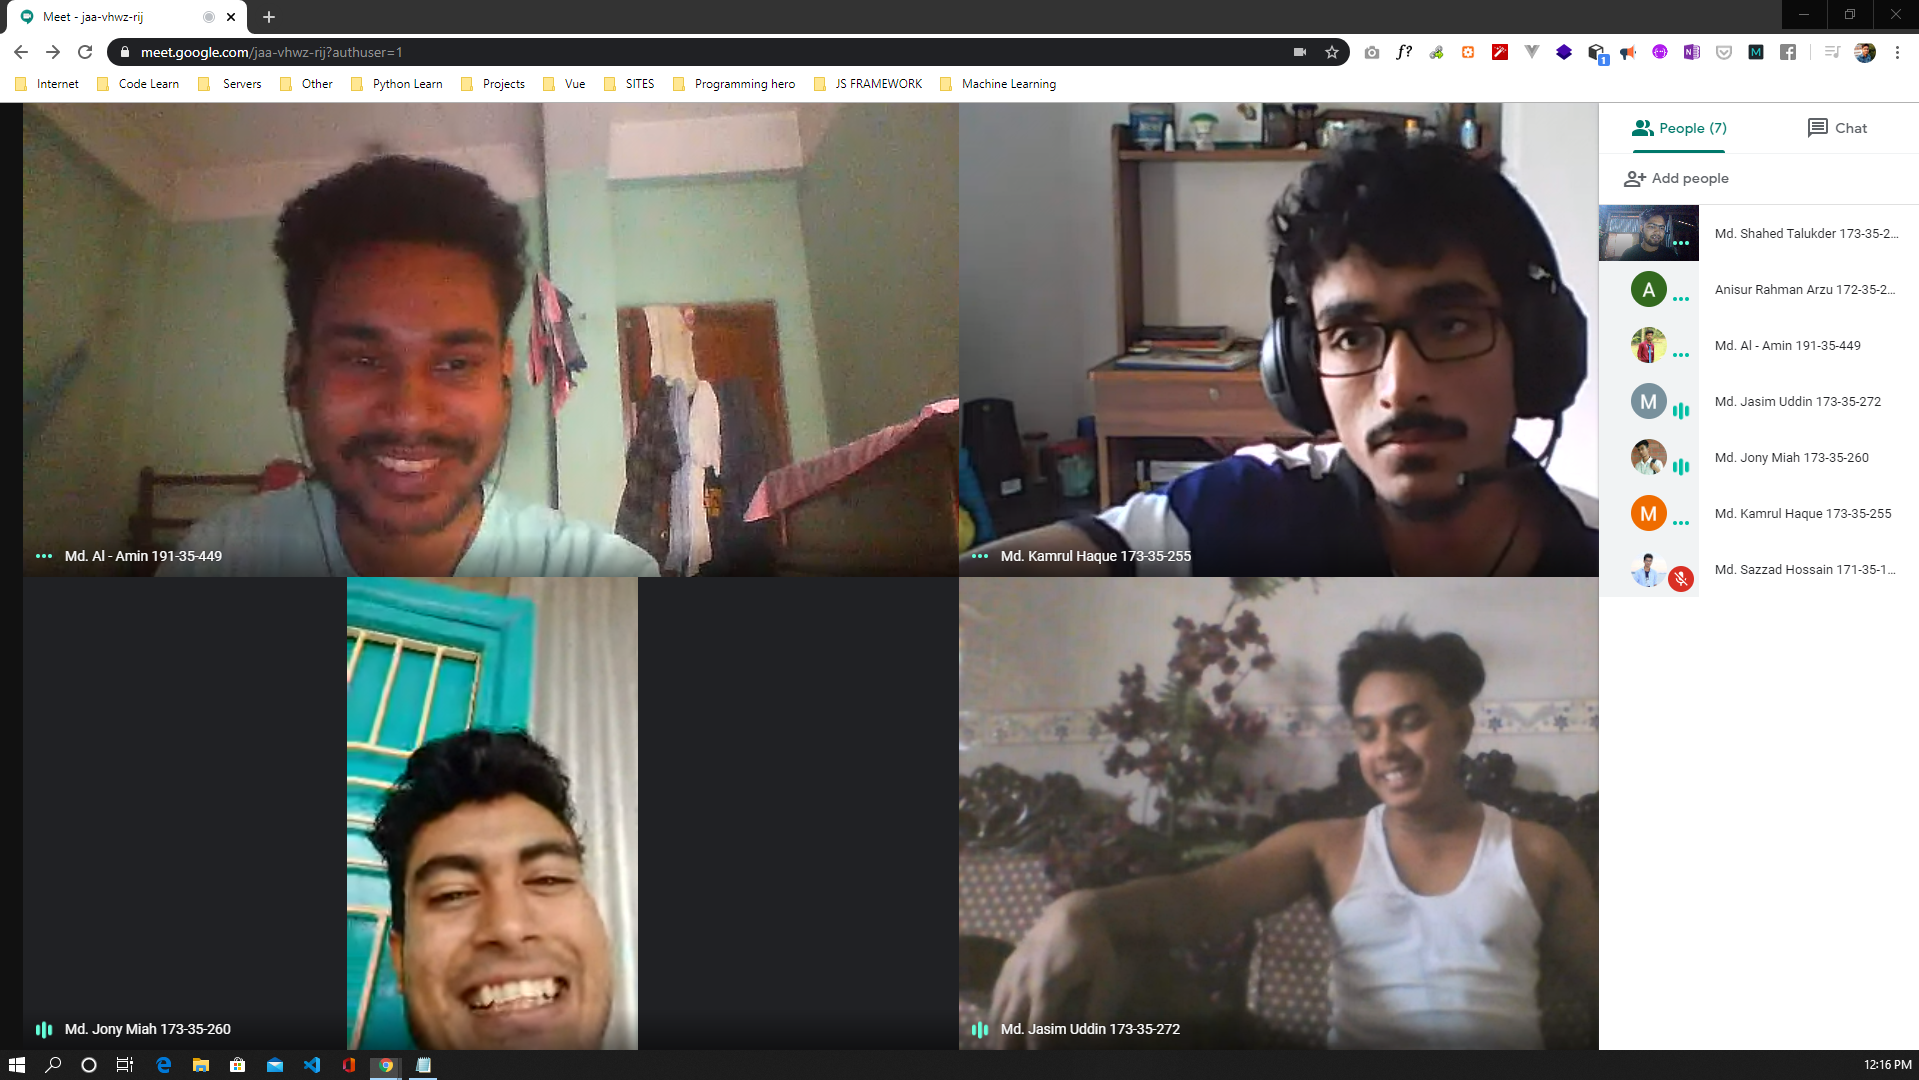 Meet - jaa-vhwz-rij
meet.google.com/jaa-vhwz-rij?authuser=1
f?
M
1
Internet
Code Learn
Servers
Other
Python Learn
Projects
Vue
SITES
Programming hero
JS FRAMEWORK
Machine Learning
Md. Al - Amin 191-35-449
Md. Kamrul Haque 173-35-255
Md. Jony Miah 173-35-260
Md. Jasim Uddin 173-35-272
People (7)
Chat
Add people
Md. Shahed Talukder 173-35-2...
A
Anisur Rahman Arzu 172-35-2...
Md. Al - Amin 191-35-449
M
Md. Jasim Uddin 173-35-272
Md. Jony Miah 173-35-260
M
Md. Kamrul Haque 173-35-255
Md. Sazzad Hossain 171-35-1...
12:16 PM